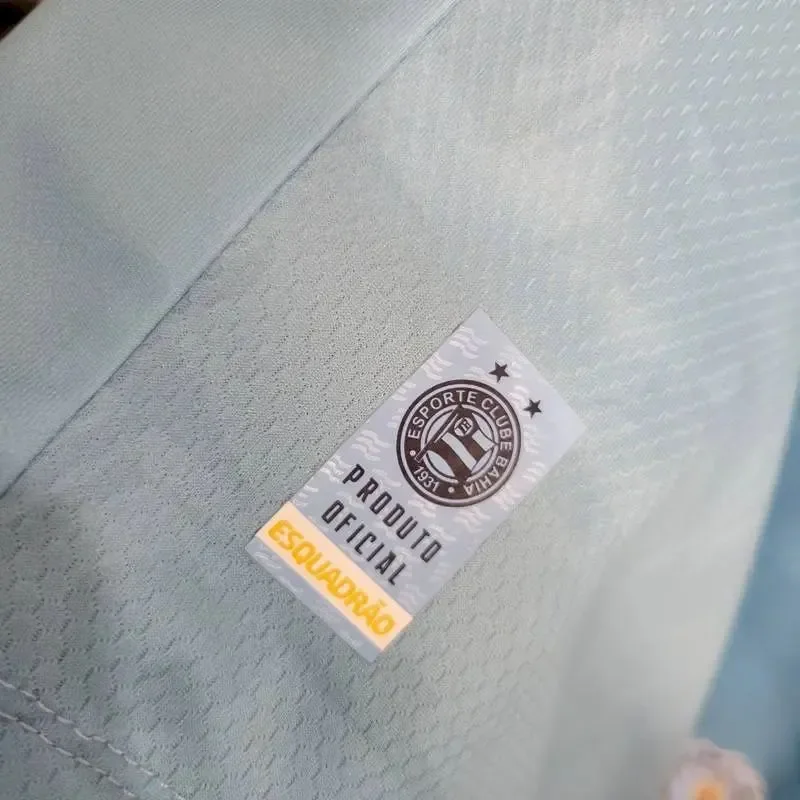 ESPORTE CLUBE BAHIA
• 1931 •
PRODUTO
OFICIAL
ESQUADRÃO